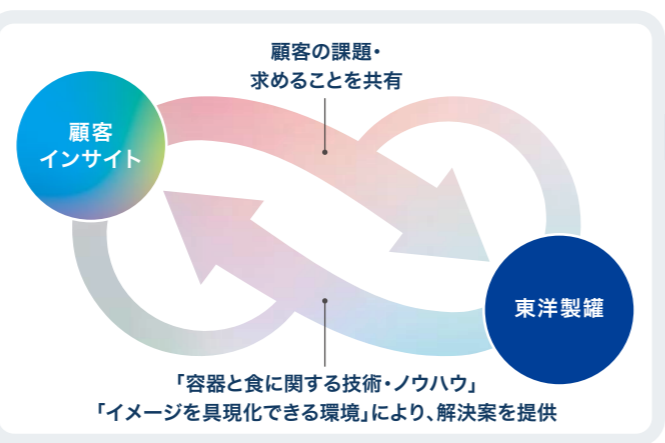 顧客の課題・
求めることを共有
顧客
インサイト
東洋製罐
「容器と食に関する技術・ノウハウ」
「イメージを具現化できる環境」により、解決案を提供